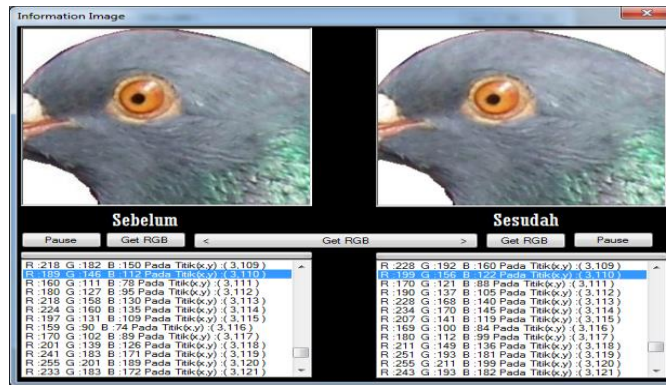 Information Image
Sebelum
Sesudah
Pause
Get RGB
< Get RGB >
Get RGB
Pause
R :218 G :182 B :150 Pada Titik(x,y) :( 3,109 )
R :189 G :146 B :112 Pada Titik(x,y) :( 3,110 )
R :160 G :111 B :78 Pada Titik(x,y) :( 3,111 )
R :180 G :127 B :95 Pada Titik(x,y) :( 3,112 )
R :218 G :158 B :130 Pada Titik(x,y) :( 3,113 )
R :224 G :160 B :135 Pada Titik(x,y) :( 3,114 )
R :197 G :131 B :109 Pada Titik(x,y) :( 3,115 )
R :159 G :90 B :74 Pada Titik(x,y) :( 3,116 )
R :170 G :102 B :89 Pada Titik(x,y) :( 3,117 )
R :201 G :139 B :126 Pada Titik(x,y) :( 3,118 )
R :241 G :183 B :171 Pada Titik(x,y) :( 3,119 )
R :255 G :201 B :189 Pada Titik(x,y) :( 3,120 )
R :233 G :183 B :172 Pada Titik(x,y) :( 3,121 )
R :228 G :192 B :160 Pada Titik(x,y) :( 3,109 )
R :199 G :156 B :122 Pada Titik(x,y) :( 3,110 )
R :170 G :121 B :88 Pada Titik(x,y) :( 3,111 )
R :190 G :137 B :105 Pada Titik(x,y) :( 3,112 )
R :228 G :168 B :140 Pada Titik(x,y) :( 3,113 )
R :234 G :170 B :145 Pada Titik(x,y) :( 3,114 )
R :207 G :141 B :119 Pada Titik(x,y) :( 3,115 )
R :169 G :100 B :84 Pada Titik(x,y) :( 3,116 )
R :180 G :112 B :99 Pada Titik(x,y) :( 3,117 )
R :211 G :149 B :136 Pada Titik(x,y) :( 3,118 )
R :251 G :193 B :181 Pada Titik(x,y) :( 3,119 )
R :255 G :211 B :199 Pada Titik(x,y) :( 3,120 )
R :243 G :193 B :182 Pada Titik(x,y) :( 3,121 )